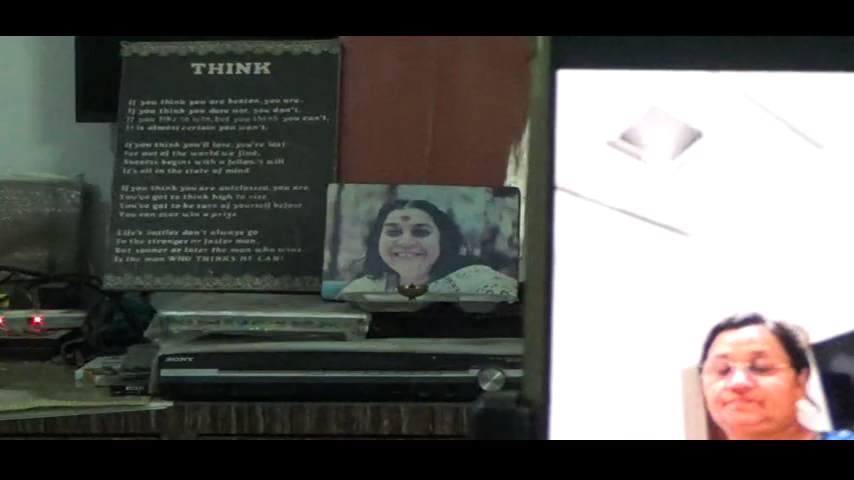 THINK
If you think you are beaten, you are.
If you think you dare not, you don't.
If you like to win, but you think you can't,
It is almost certain you won't.
If you think you'll lose, you're lost
For out of the world we find,
Success begins with a fellow's will
It's all in the state of mind.
If you think you are outclassed, you are
You've got to think high to rise
You've got to be sure of yourself before
You can ever win a prize
Life's battles don't always go
To the stronger or faster man,
But sooner or later the man who wins
Is the man WHO THINKS HE CAN!
SONY